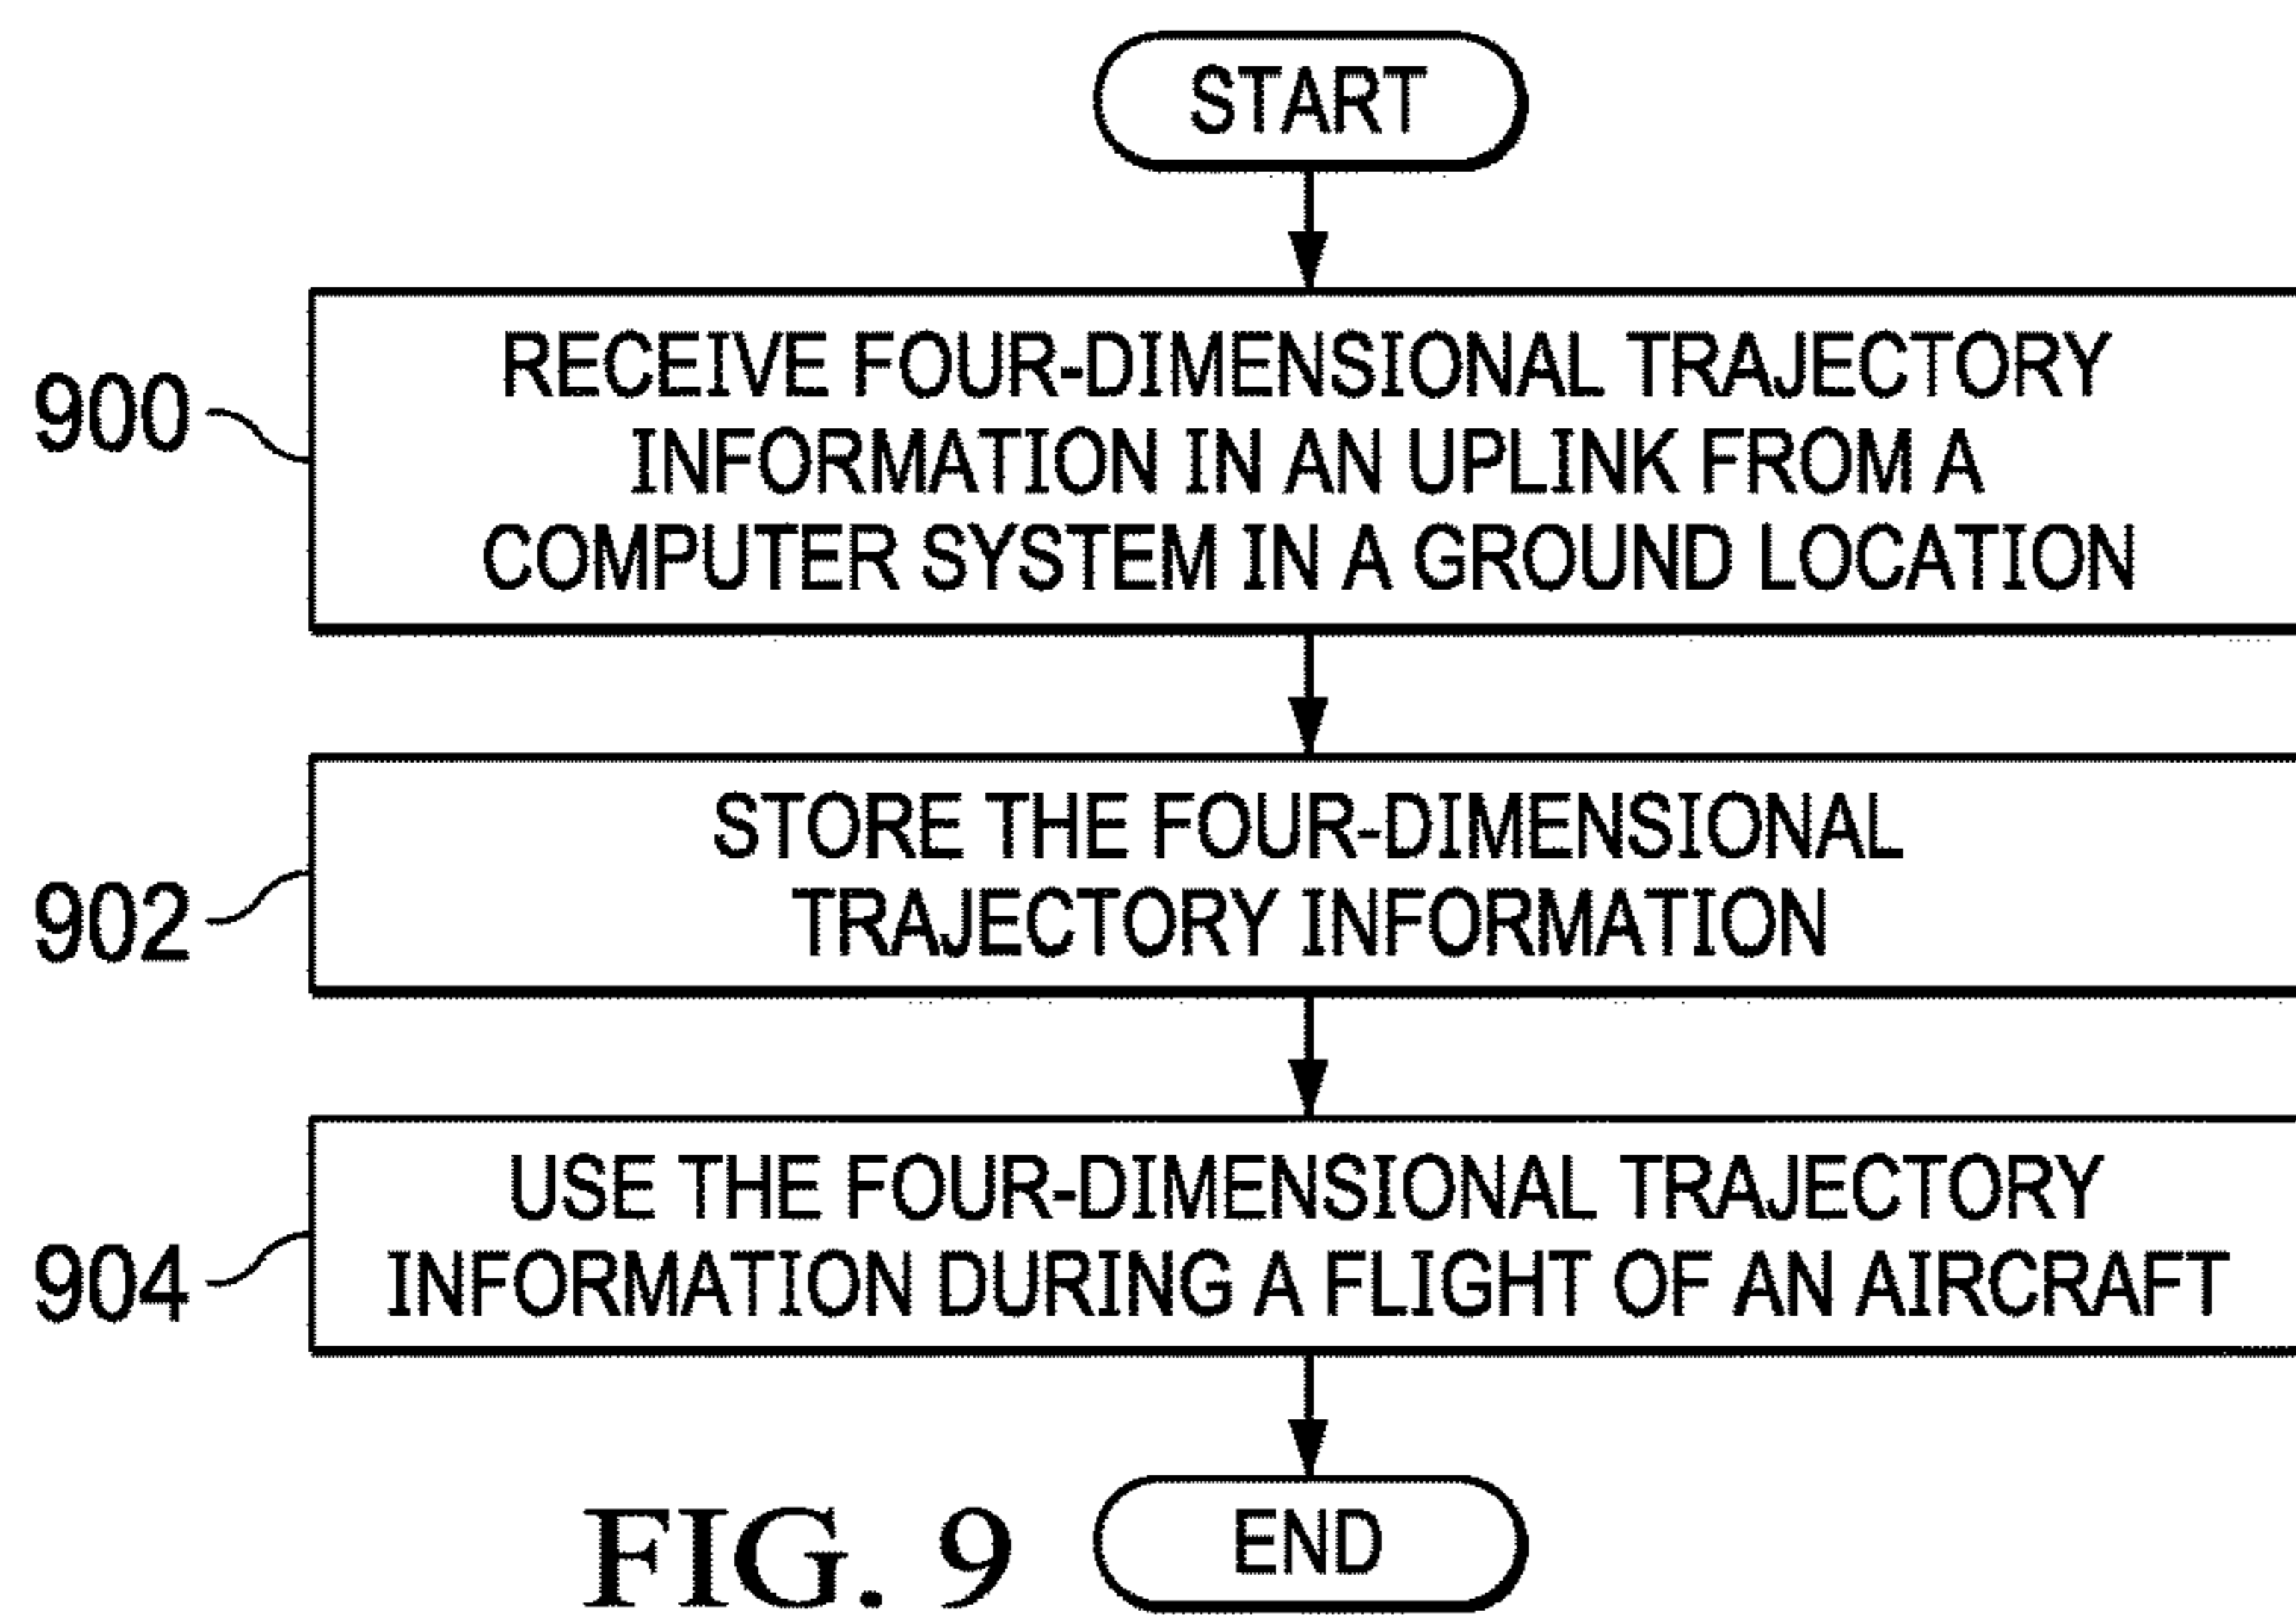 START
900
RECEIVE FOUR-DIMENSIONAL TRAJECTORY
INFORMATION IN AN UPLINK FROM A
COMPUTER SYSTEM IN A GROUND LOCATION
902
STORE THE FOUR-DIMENSIONAL
TRAJECTORY INFORMATION
904
USE THE FOUR-DIMENSIONAL TRAJECTORY
INFORMATION DURING A FLIGHT OF AN AIRCRAFT
END
FIG. 9